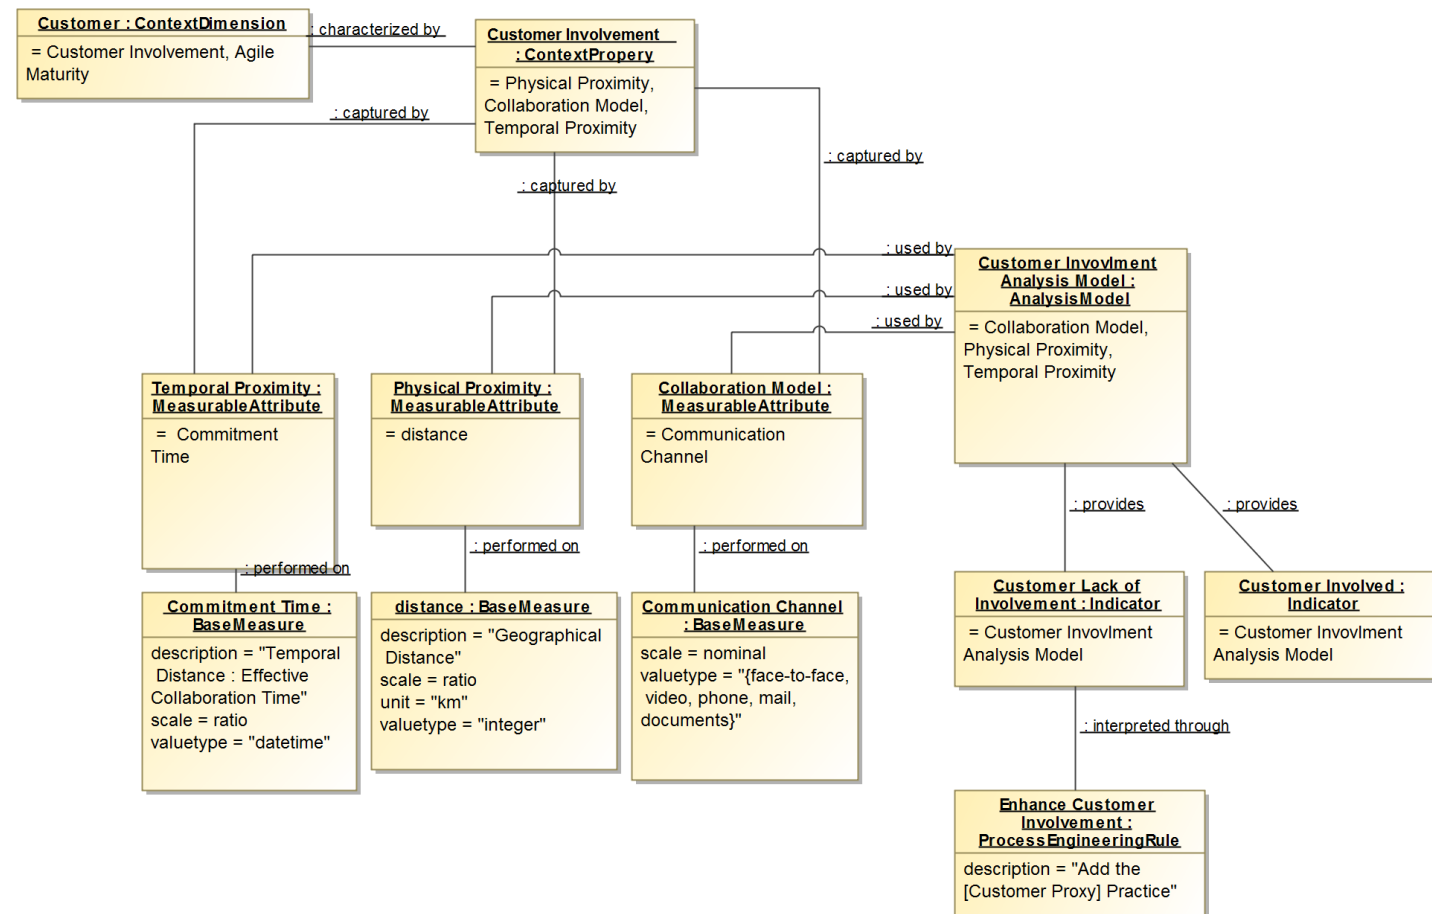 Customer : ContextDimension
= Customer Involvement, Agile
Maturity
: characterized by
Customer Involvement
: ContextPropery
= Physical Proximity,
Collaboration Model,
Temporal Proximity
: captured by
: captured by
: captured by
: used by
: used by
: used by
Customer Invovlment
Analysis Model :
AnalysisModel
= Collaboration Model,
Physical Proximity,
Temporal Proximity
Temporal Proximity :
MeasurableAttribute
= Commitment
Time
Physical Proximity :
MeasurableAttribute
= distance
Collaboration Model :
MeasurableAttribute
= Communication
Channel
: provides
: provides
: performed on
: performed on
: performed on
Commitment Time :
BaseMeasure
description = "Temporal
Distance : Effective
Collaboration Time"
scale = ratio
valuetype = "datetime"
distance : BaseMeasure
description = "Geographical
Distance"
scale = ratio
unit = "km"
valuetype = "integer"
Communication Channel
: BaseMeasure
scale = nominal
valuetype = "{face-to-face,
video, phone, mail,
documents}"
Customer Lack of
Involvement : Indicator
= Customer Invovlment
Analysis Model
Customer Involved :
Indicator
= Customer Invovlment
Analysis Model
: interpreted through
Enhance Customer
Involvement :
ProcessEngineeringRule
description = "Add the
[Customer Proxy] Practice"